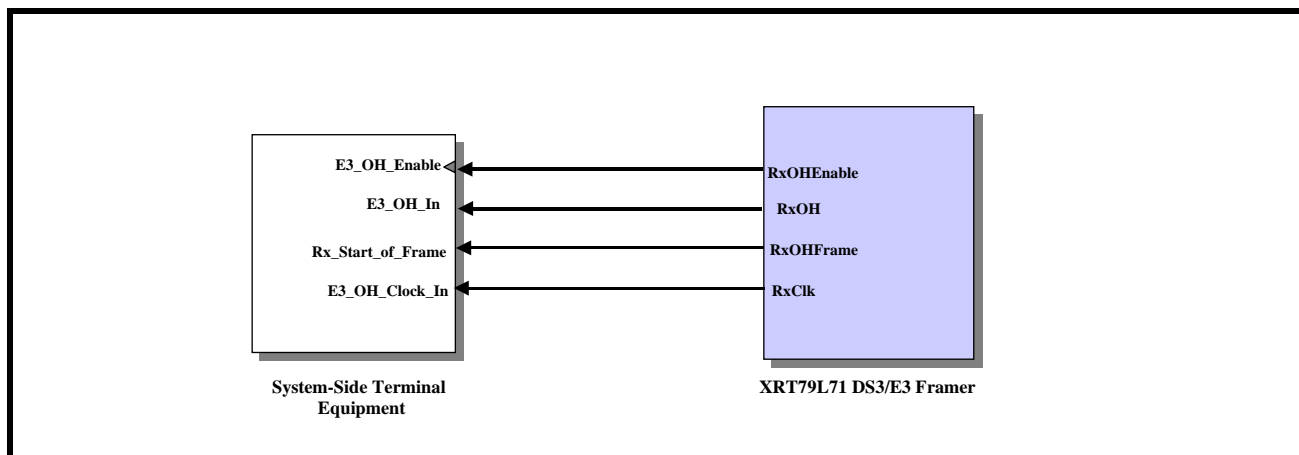 E3_OH_Enable
RxOHEnable
E3_OH_In
RxOH
Rx_Start_of_Frame
RxOHFrame
E3_OH_Clock_In
RxClk
System-Side Terminal
Equipment
XRT79L71 DS3/E3 Framer